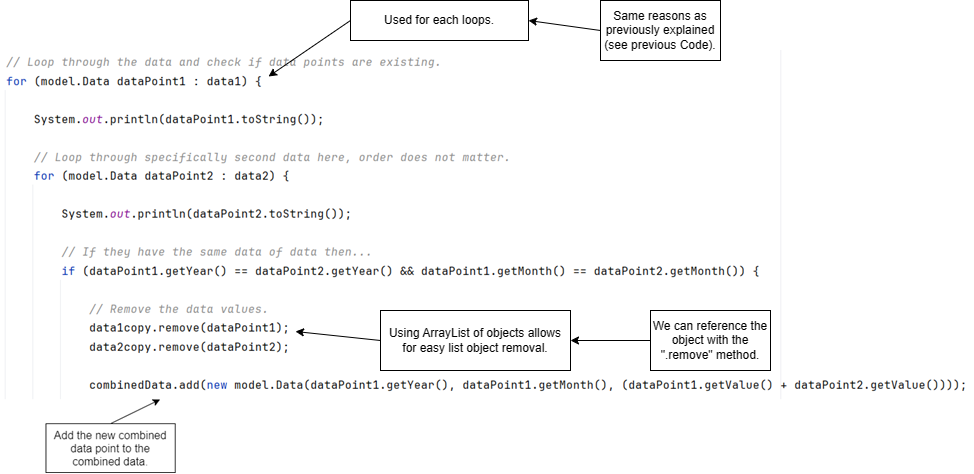 Used for each loops.
Same reasons as
previously explained
(see previous Code).
// Loop through the data and check if data points are existing.
for (model.Data dataPoint1 : data1) {
System.out.println(dataPoint1.toString());
// Loop through specifically second data here, order does not matter.
for (model.Data dataPoint2 : data2) {
System.out.println(dataPoint2.toString());
// If they have the same data of data then...
if (dataPoint1.getYear() == dataPoint2.getYear() && dataPoint1.getMonth() == dataPoint2.getMonth()) {
// Remove the data values.
data1copy.remove(dataPoint1);
data2copy.remove(dataPoint2);
Using ArrayList of objects allows
for easy list object removal.
We can reference the
object with the
".remove" method.
combinedData.add(new model.Data(dataPoint1.getYear(), dataPoint1.getMonth(), (dataPoint1.getValue() + dataPoint2.getValue())));
Add the new combined
data point to the
combined data.